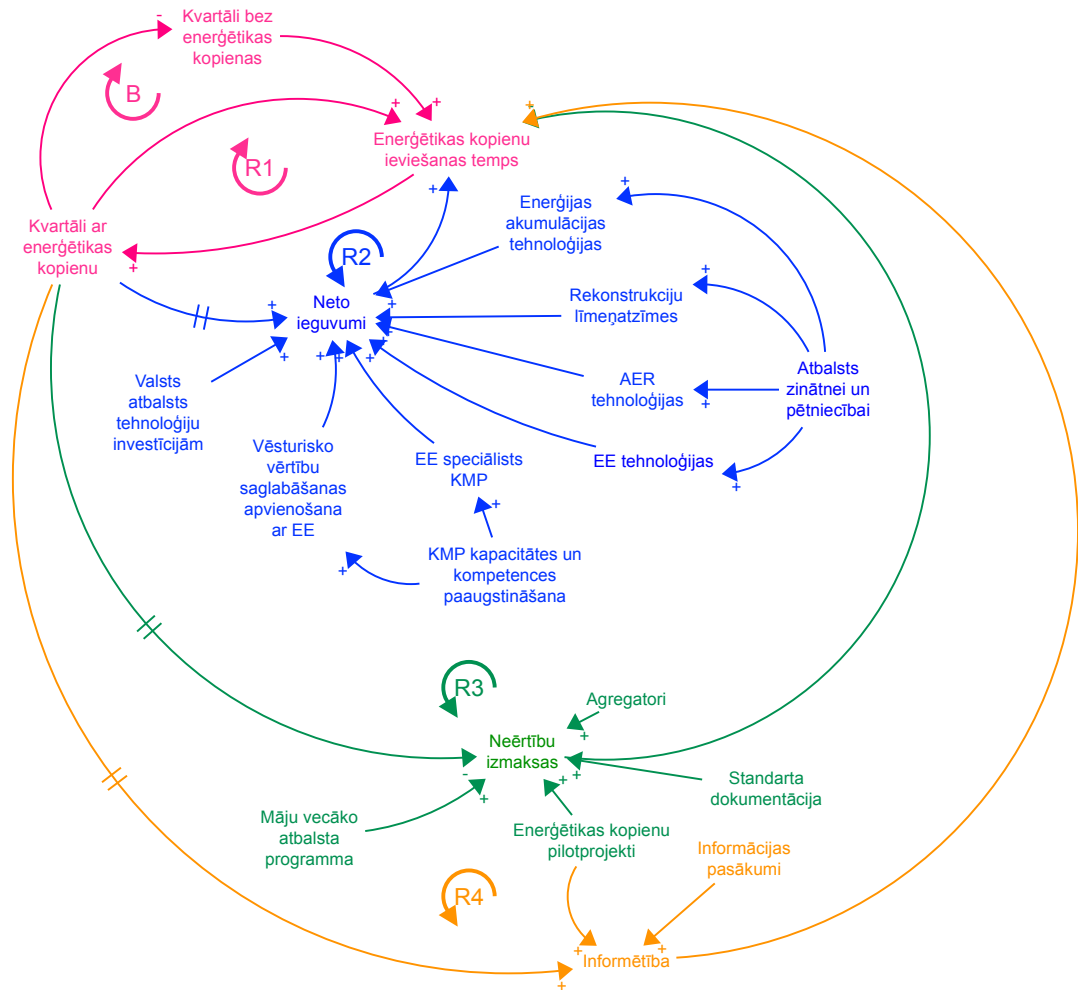 Kvartāli bez
enerģētikas
kopienas
-
B
+
+
+
Enerģētikas kopienu
ieviešanas temps
R1
+
+
Enerģijas
akumulācijas
tehnoloģijas
Kvartāli ar
enerģētikas
kopienu
+
R2
+
Neto
ieguvumi
+
+
Rekonstrukciju
līmeņatzīmes
+
+
+
+
+
Valsts
atbalsts
tehnoloģiju
investīcijām
AER
tehnoloģijas
+
Atbalsts
zinātnei un
pētniecībai
Vēsturisko
vērtību
saglabāšanas
apvienošana
ar EE
EE speciālists
KMP
EE tehnoloģijas
+
+
KMP kapacitātes un
kompetences
paaugstināšana
+
R3
Agregatori
+
Neērtību
izmaksas
-
+
+
+
Standarta
dokumentācija
Māju vecāko
atbalsta
programma
Enerģētikas kopienu
pilotprojekti
Informācijas
pasākumi
R4
+
+
Informētība
+